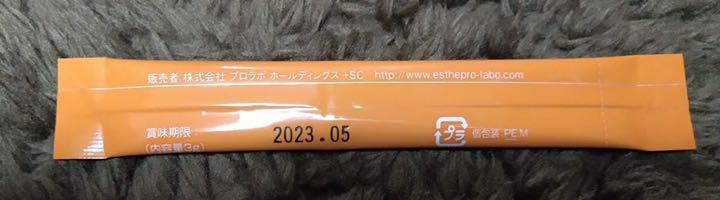 販売者：株式会社 プロラボ ホールディングス +SC http://www.esthepro-labo.com
賞味期限： 2023.05 プラ 個包装：PE,M
(内容量3g)